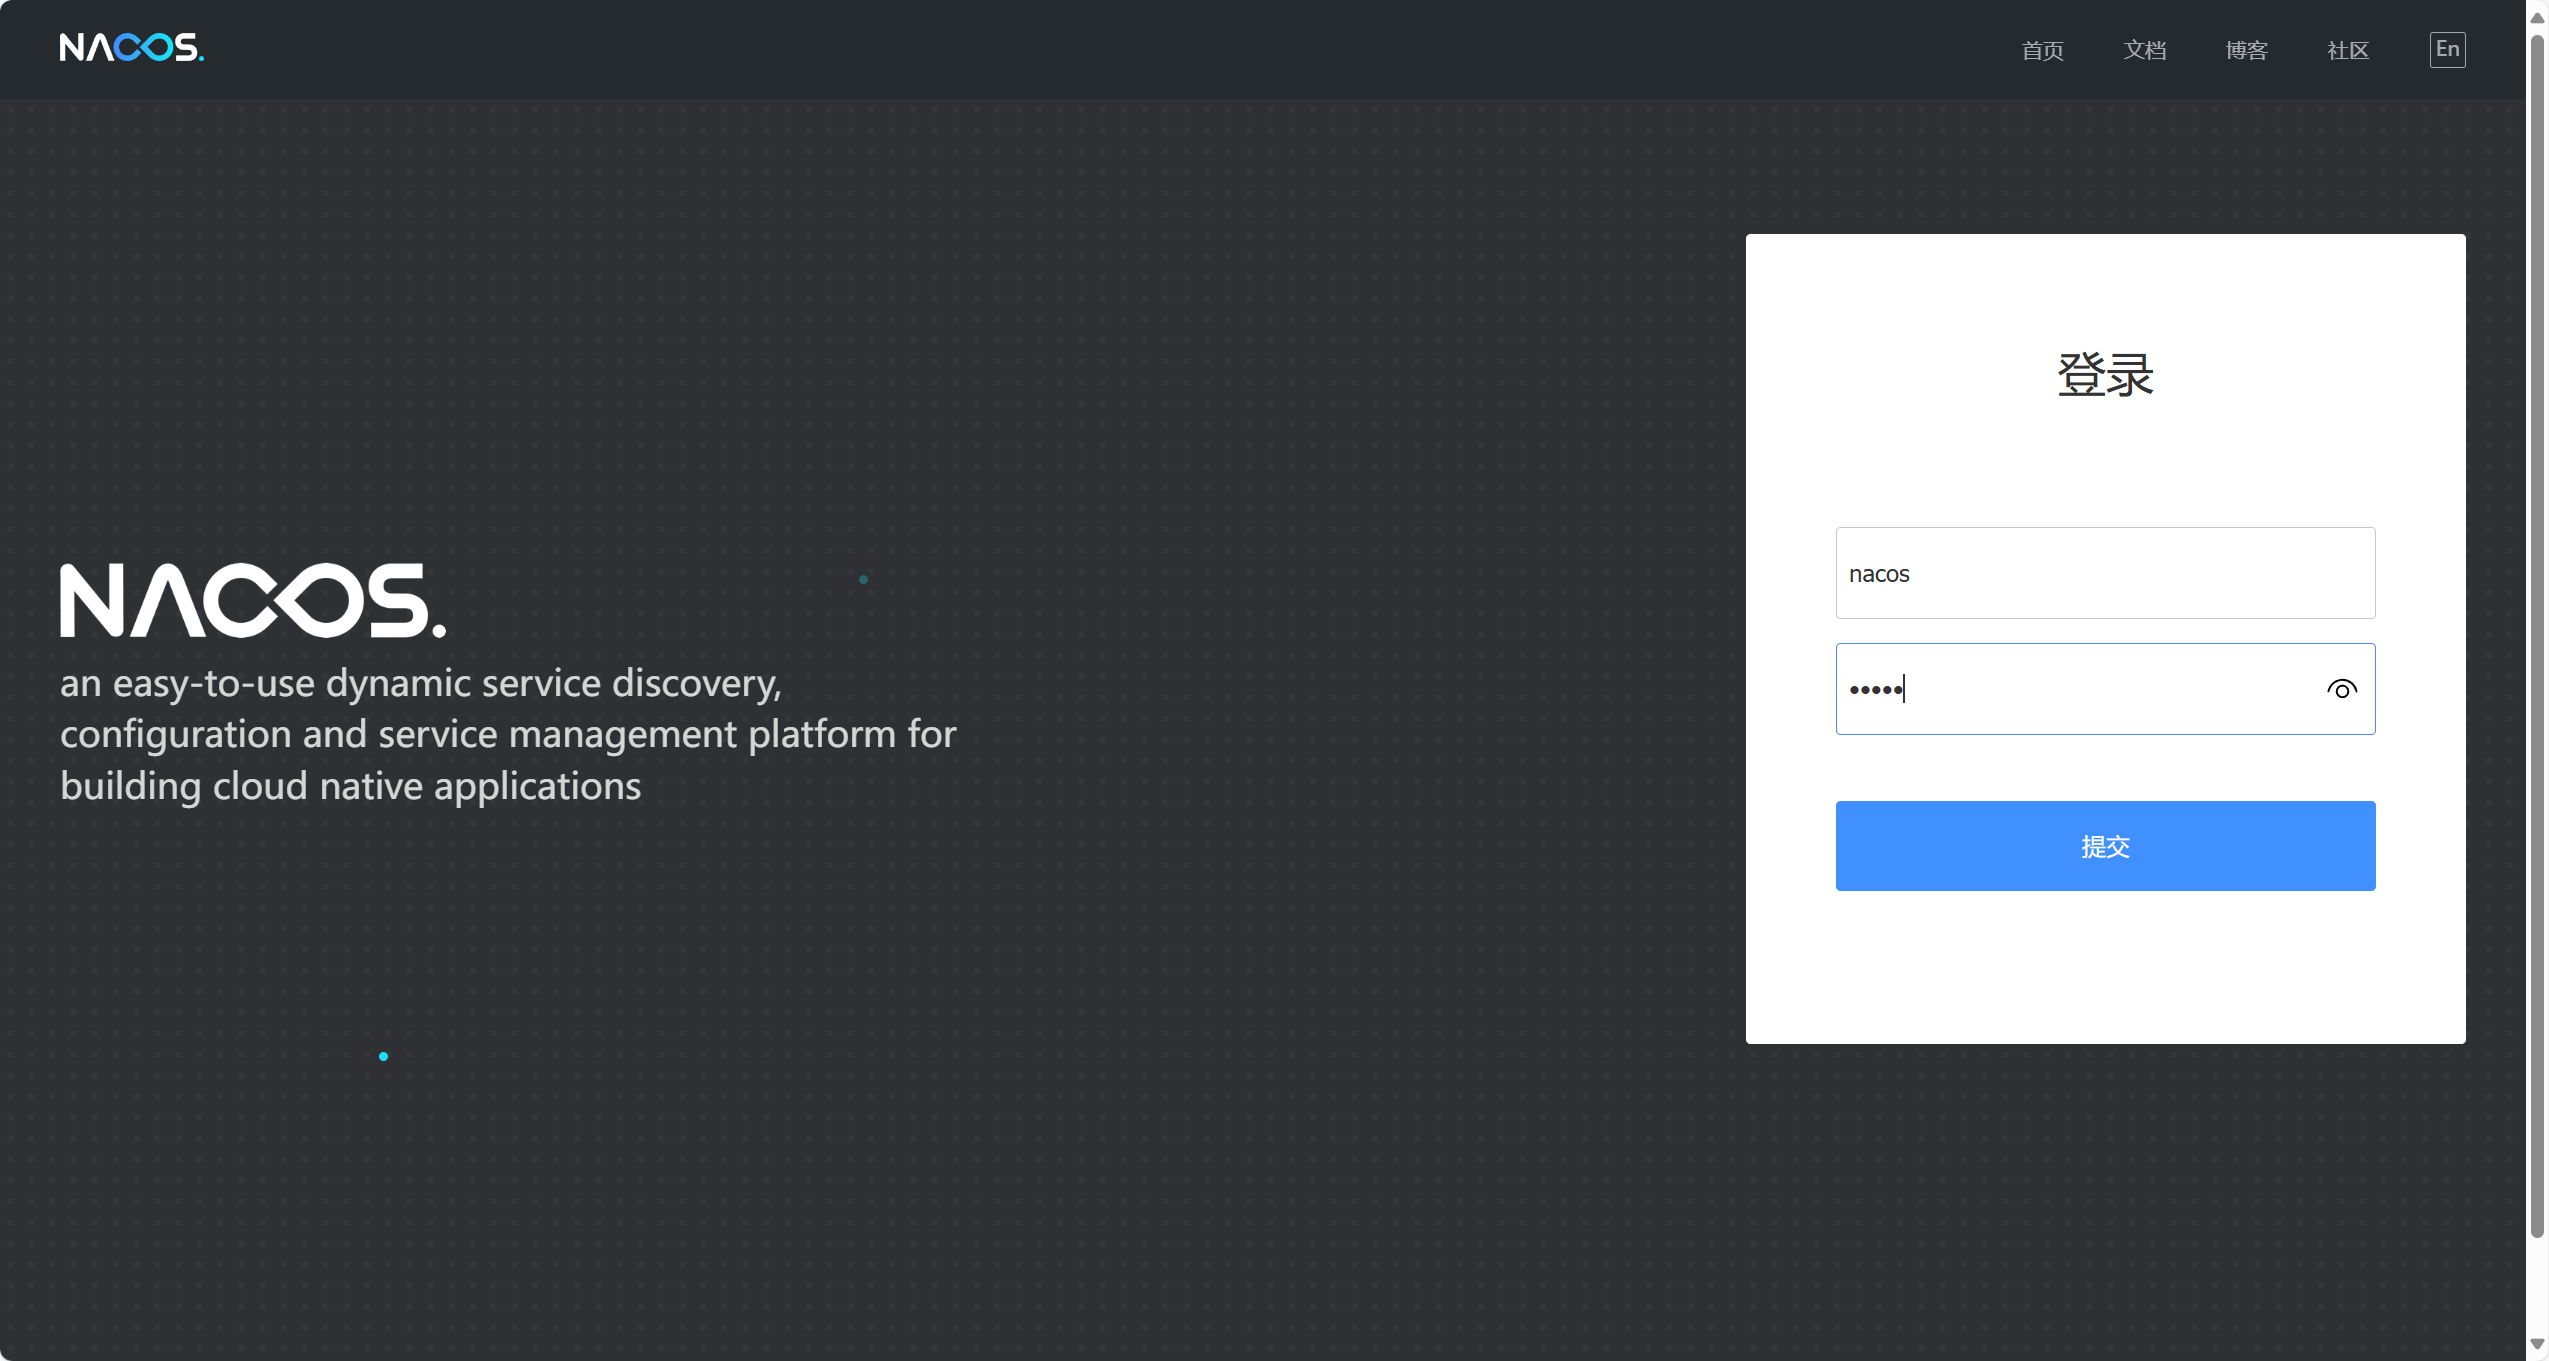 NACOS.
首页
文档
博客
社区
En
登录
nacos
•••••
提交
NACOS.
an easy-to-use dynamic service discovery,
configuration and service management platform for
building cloud native applications